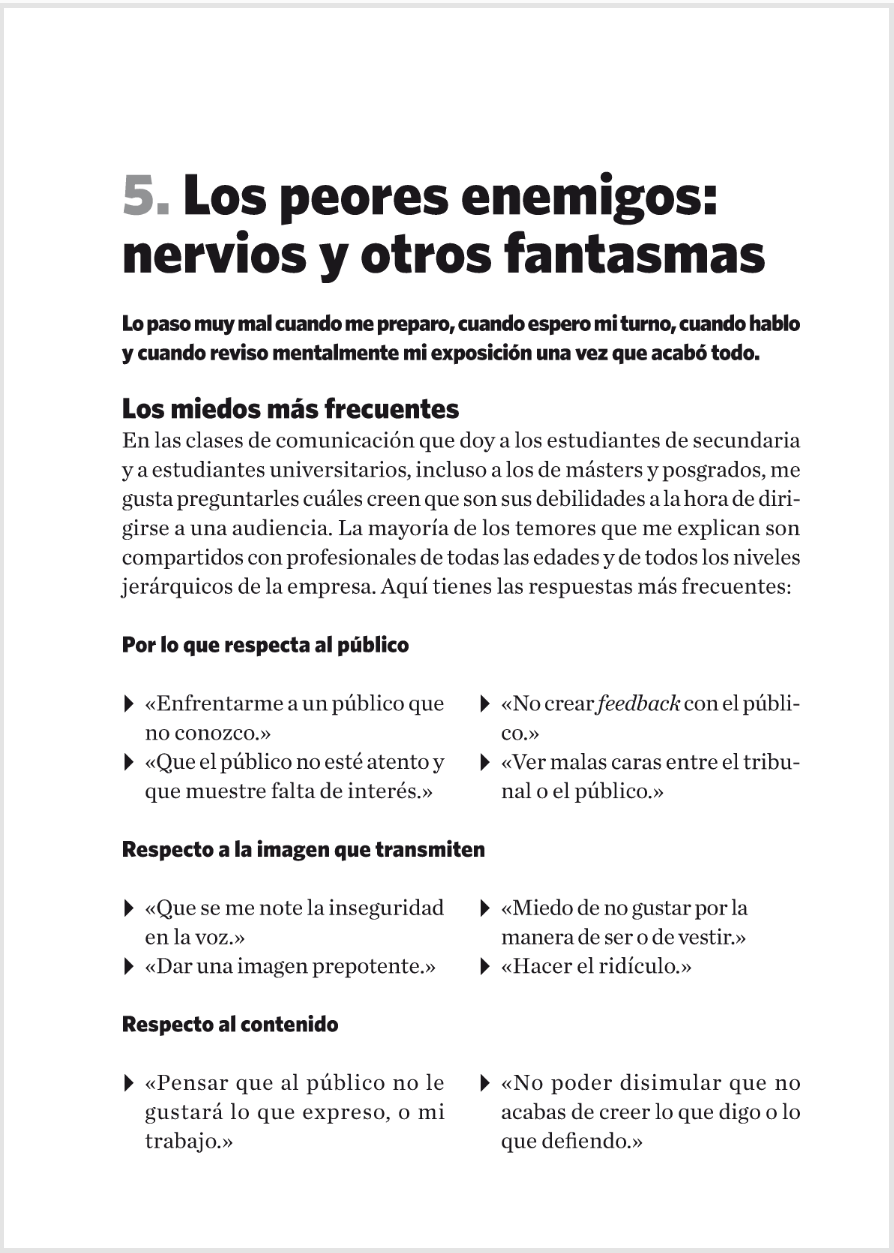 5. Los peores enemigos:
nervios y otros fantasmas
Lo paso muy mal cuando me preparo, cuando espero mi turno, cuando hablo
y cuando reviso mentalmente mi exposición una vez que acabó todo.
Los miedos más frecuentes
En las clases de comunicación que doy a los estudiantes de secundaria
y a estudiantes universitarios, incluso a los de másters y posgrados, me
gusta preguntarles cuáles creen que son sus debilidades a la hora de diri-
girse a una audiencia. La mayoría de los temores que me explican son
compartidos con profesionales de todas las edades y de todos los niveles
jerárquicos de la empresa. Aquí tienes las respuestas más frecuentes:
Por lo que respecta al público
«Enfrentarme a un público que
no conozco.»
«Que el público no esté atento y
que muestre falta de interés.»
«No crear feedback con el públi-
co.»
«Ver malas caras entre el tribu-
nal o el público.»
Respecto a la imagen que transmiten
«Que se me note la inseguridad
en la voz.»
«Dar una imagen prepotente.»
«Miedo de no gustar por la
manera de ser o de vestir.»
«Hacer el ridículo.»
Respecto al contenido
«Pensar que al público no le
gustará lo que expreso, o mi
trabajo.»
«No poder disimular que no
acabas de creer lo que digo o lo
que defiendo.»